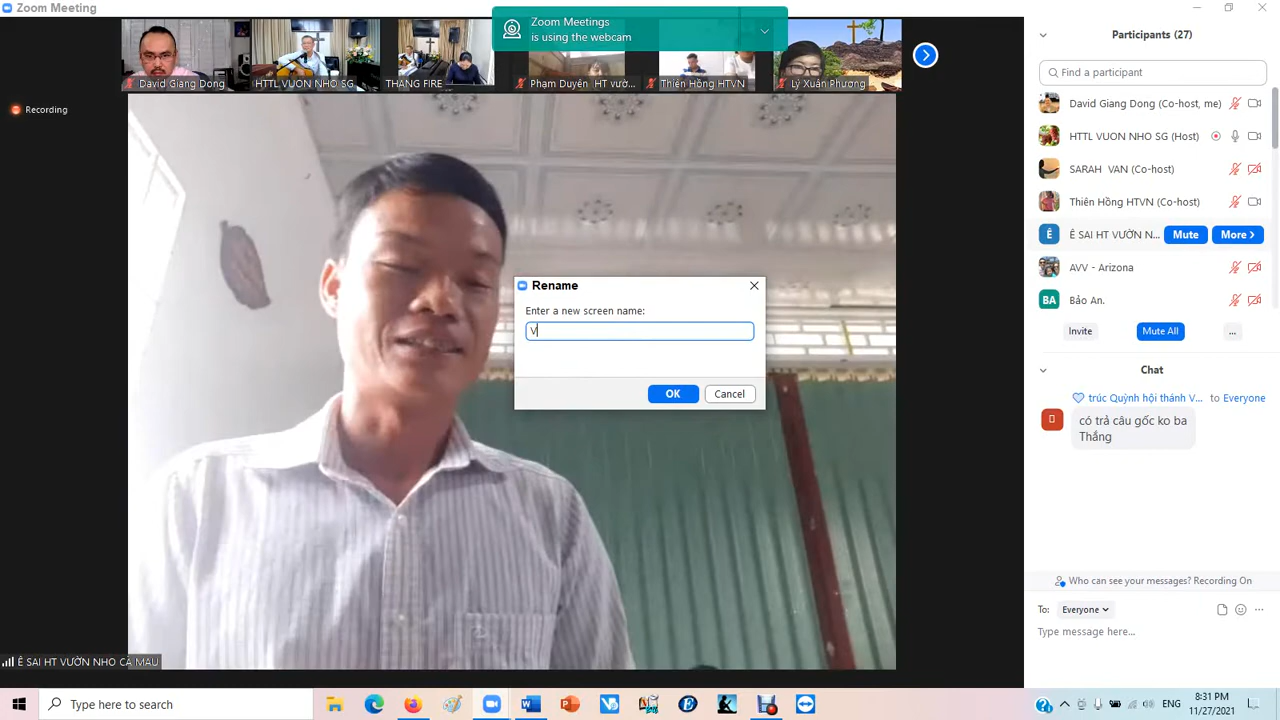 Zoom Meeting
Zoom Meetings
is using the webcam
David Giang Dong
HTTL VUON NHO SG
THANG FIRE
Phạm Duyên_HT vườ...
Thiên Hồng HTVN
Lý Xuân Phương
Recording
Rename
Enter a new screen name:
V
OK
Cancel
Ê SAI HT VƯỜN NHO CÀ MAU
Participants (27)
Find a participant
David Giang Dong (Co-host, me)
HTTL VUON NHO SG (Host)
SARAH VAN (Co-host)
Thiên Hồng HTVN (Co-host)
Ê
Ê SAI HT VƯỜN N...
Mute
More
AVV - Arizona
BA
Bảo An.
Invite
Mute All
...
Chat
trúc Quỳnh hội thánh V...
to Everyone
có trả câu gốc ko ba
Thắng
Who can see your messages? Recording On
To:
Everyone
Type message here...
Type here to search
ENG
8:31 PM
11/27/2021